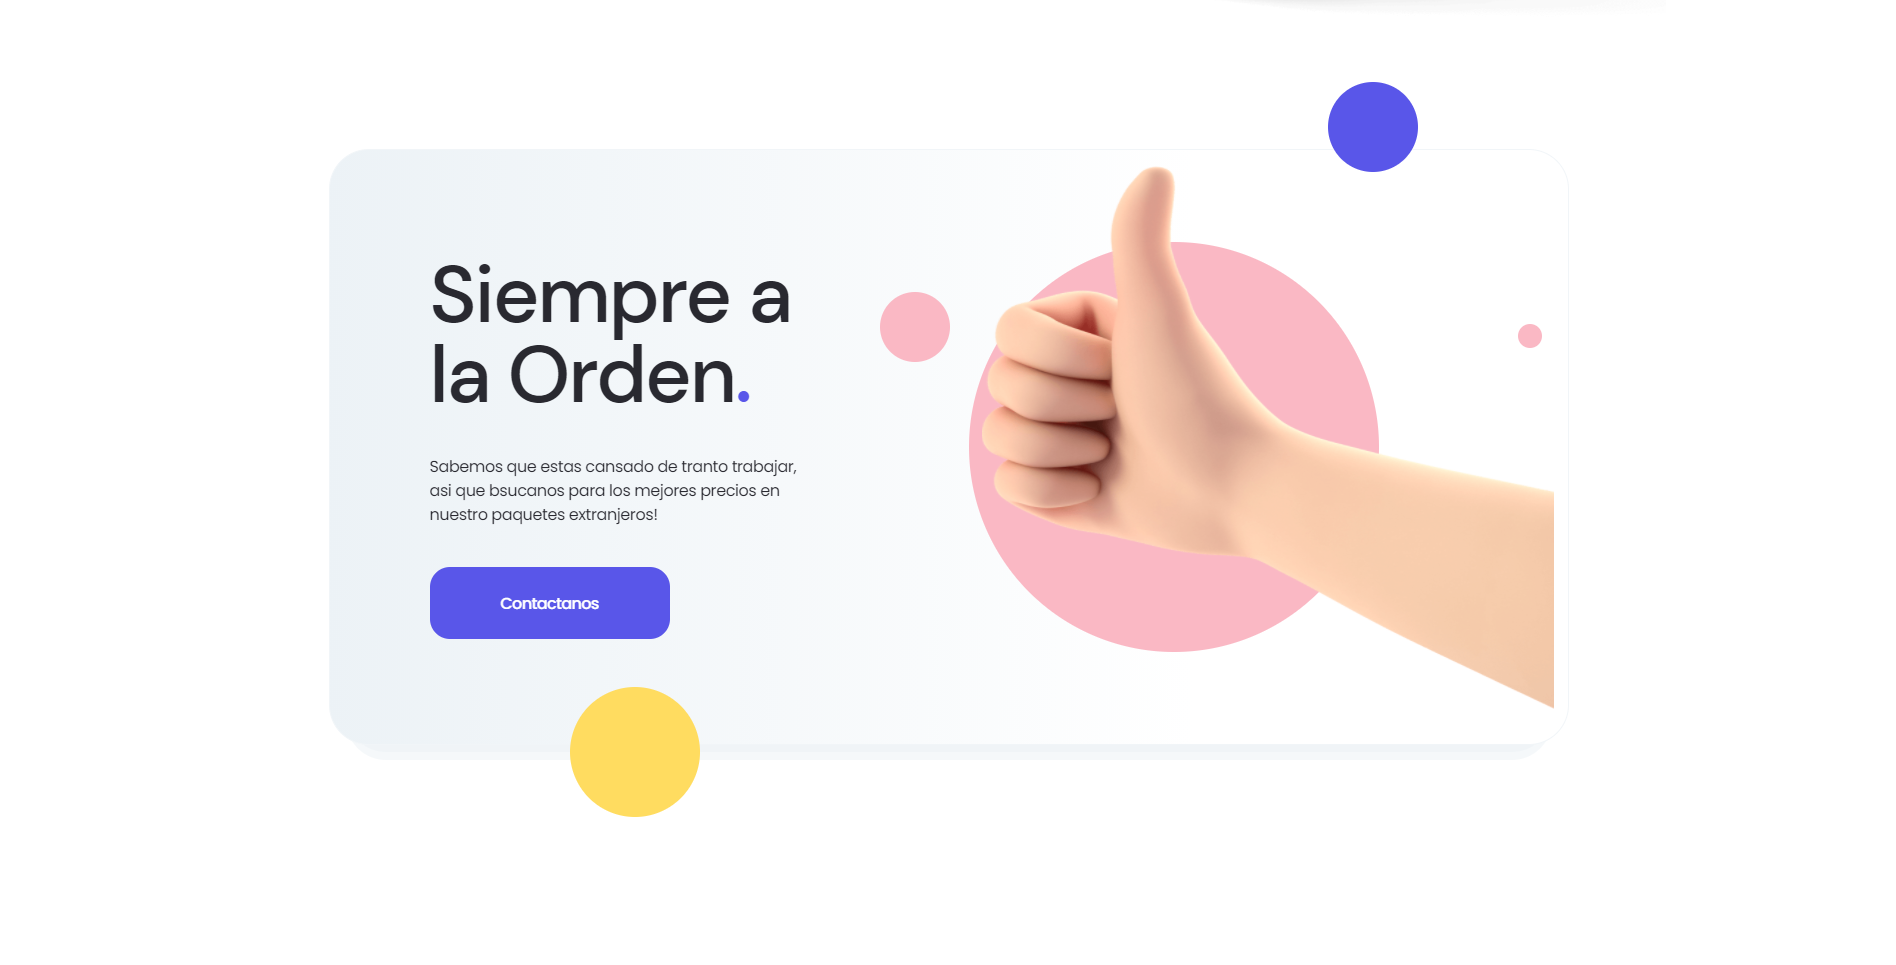 Siempre a
la Orden.
Sabemos que estas cansado de tranto trabajar,
asi que bsucanos para los mejores precios en
nuestro paquetes extranjeros!
Contactanos